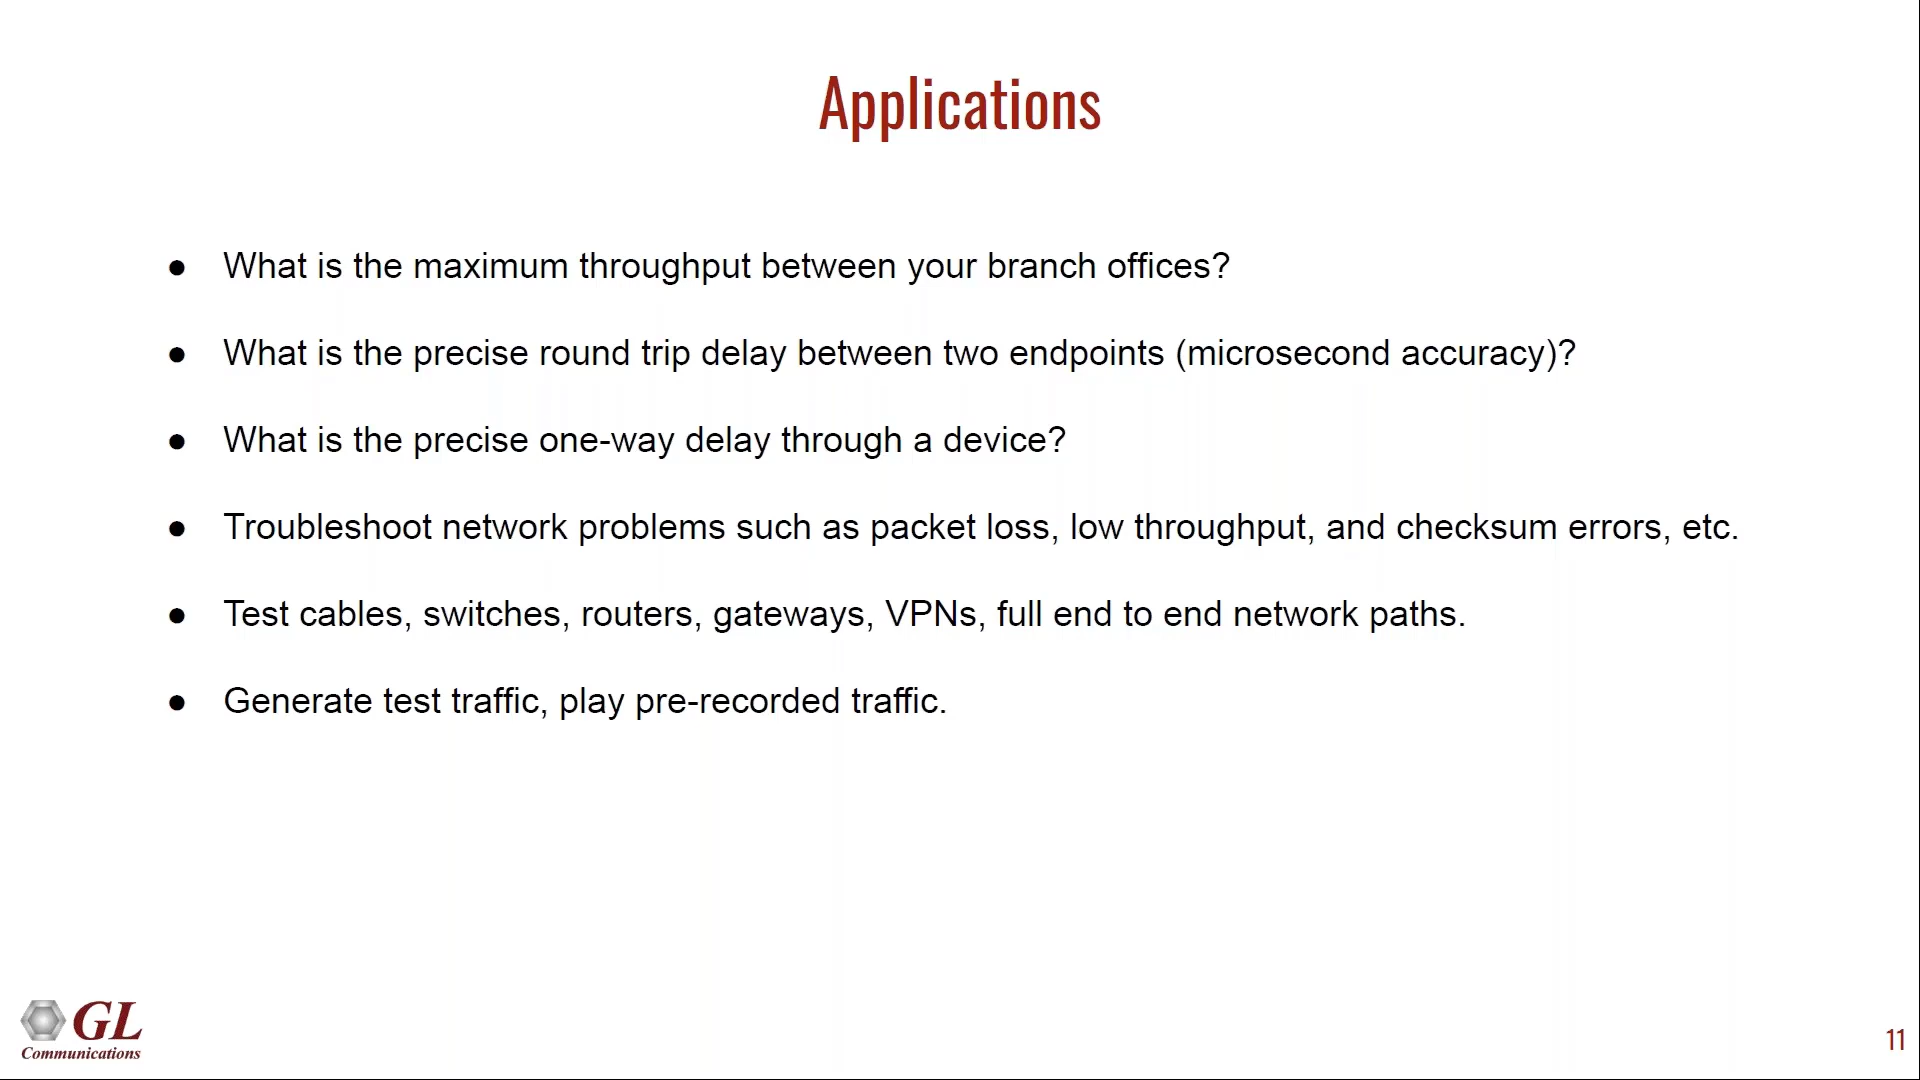 Applications
● What is the maximum throughput between your branch offices?
● What is the precise round trip delay between two endpoints (microsecond accuracy)?
● What is the precise one-way delay through a device?
● Troubleshoot network problems such as packet loss, low throughput, and checksum errors, etc.
● Test cables, switches, routers, gateways, VPNs, full end to end network paths.
● Generate test traffic, play pre-recorded traffic.
GL
Communications
11